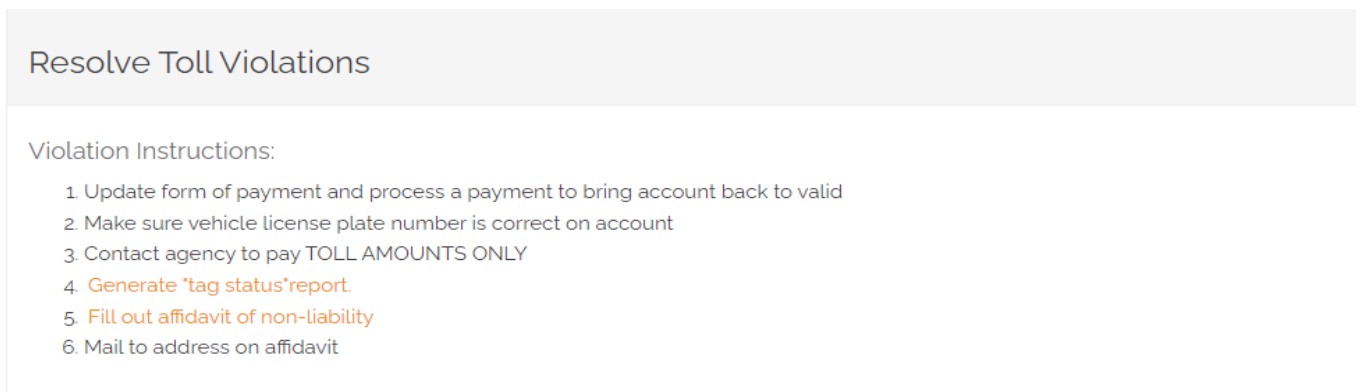 Resolve Toll Violations
Violation Instructions:
1. Update form of payment and process a payment to bring account back to valid
2. Make sure vehicle license plate number is correct on account
3. Contact agency to pay TOLL AMOUNTS ONLY
4. Generate "tag status"report.
5. Fill out affidavit of non-liability
6. Mail to address on affidavit